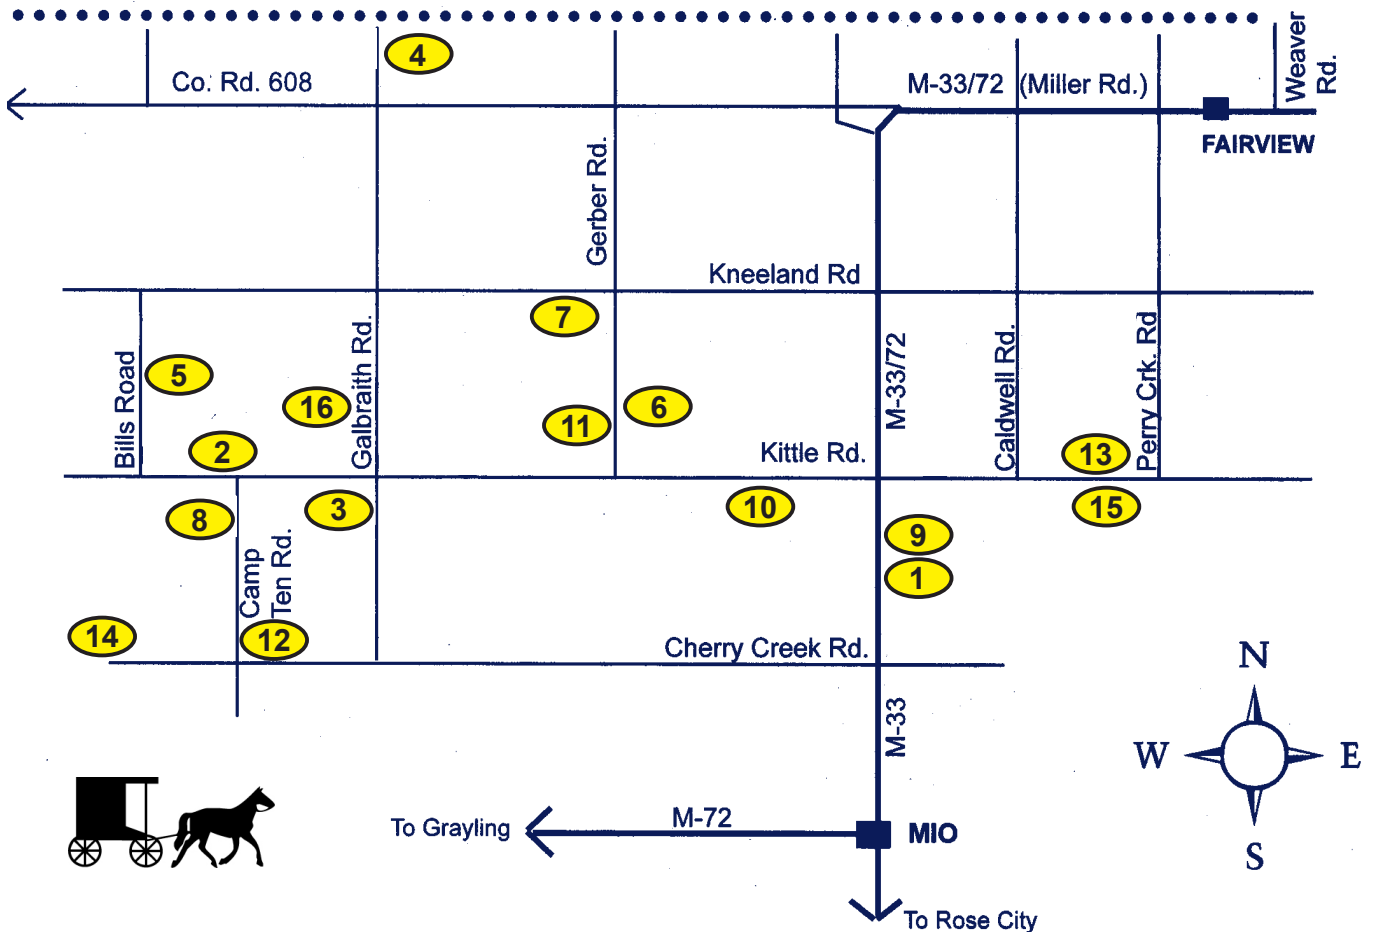 4
Weaver
Rd.
Co. Rd. 608
M-33/72 (Miller Rd.)
FAIRVIEW
Gerber Rd.
Kneeland Rd
7
Bills Road
5
16
Galbraith Rd.
11
6
M-33/72
Caldwell Rd.
Perry Crk. Rd
2
Kittle Rd.
13
8
3
10
15
9
1
Camp
Ten Rd.
14
12
Cherry Creek Rd.
N
M-33
W
E
To Grayling
M-72
MIO
S
To Rose City